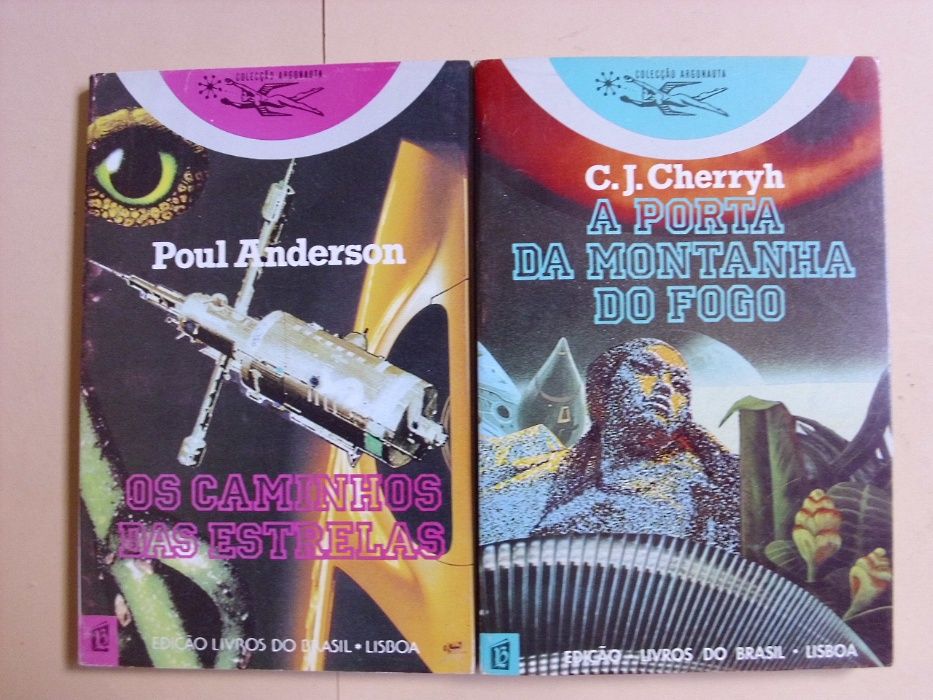 COLECÇÃO ARGONAUTA
Poul Anderson
OS CAMINHOS
DAS ESTRELAS
EDIÇÃO LIVROS DO BRASIL • LISBOA
COLECÇÃO ARGONAUTA
C. J. Cherryh
A PORTA
DA MONTANHA
DO FOGO
EDIÇÃO — LIVROS DO BRASIL • LISBOA